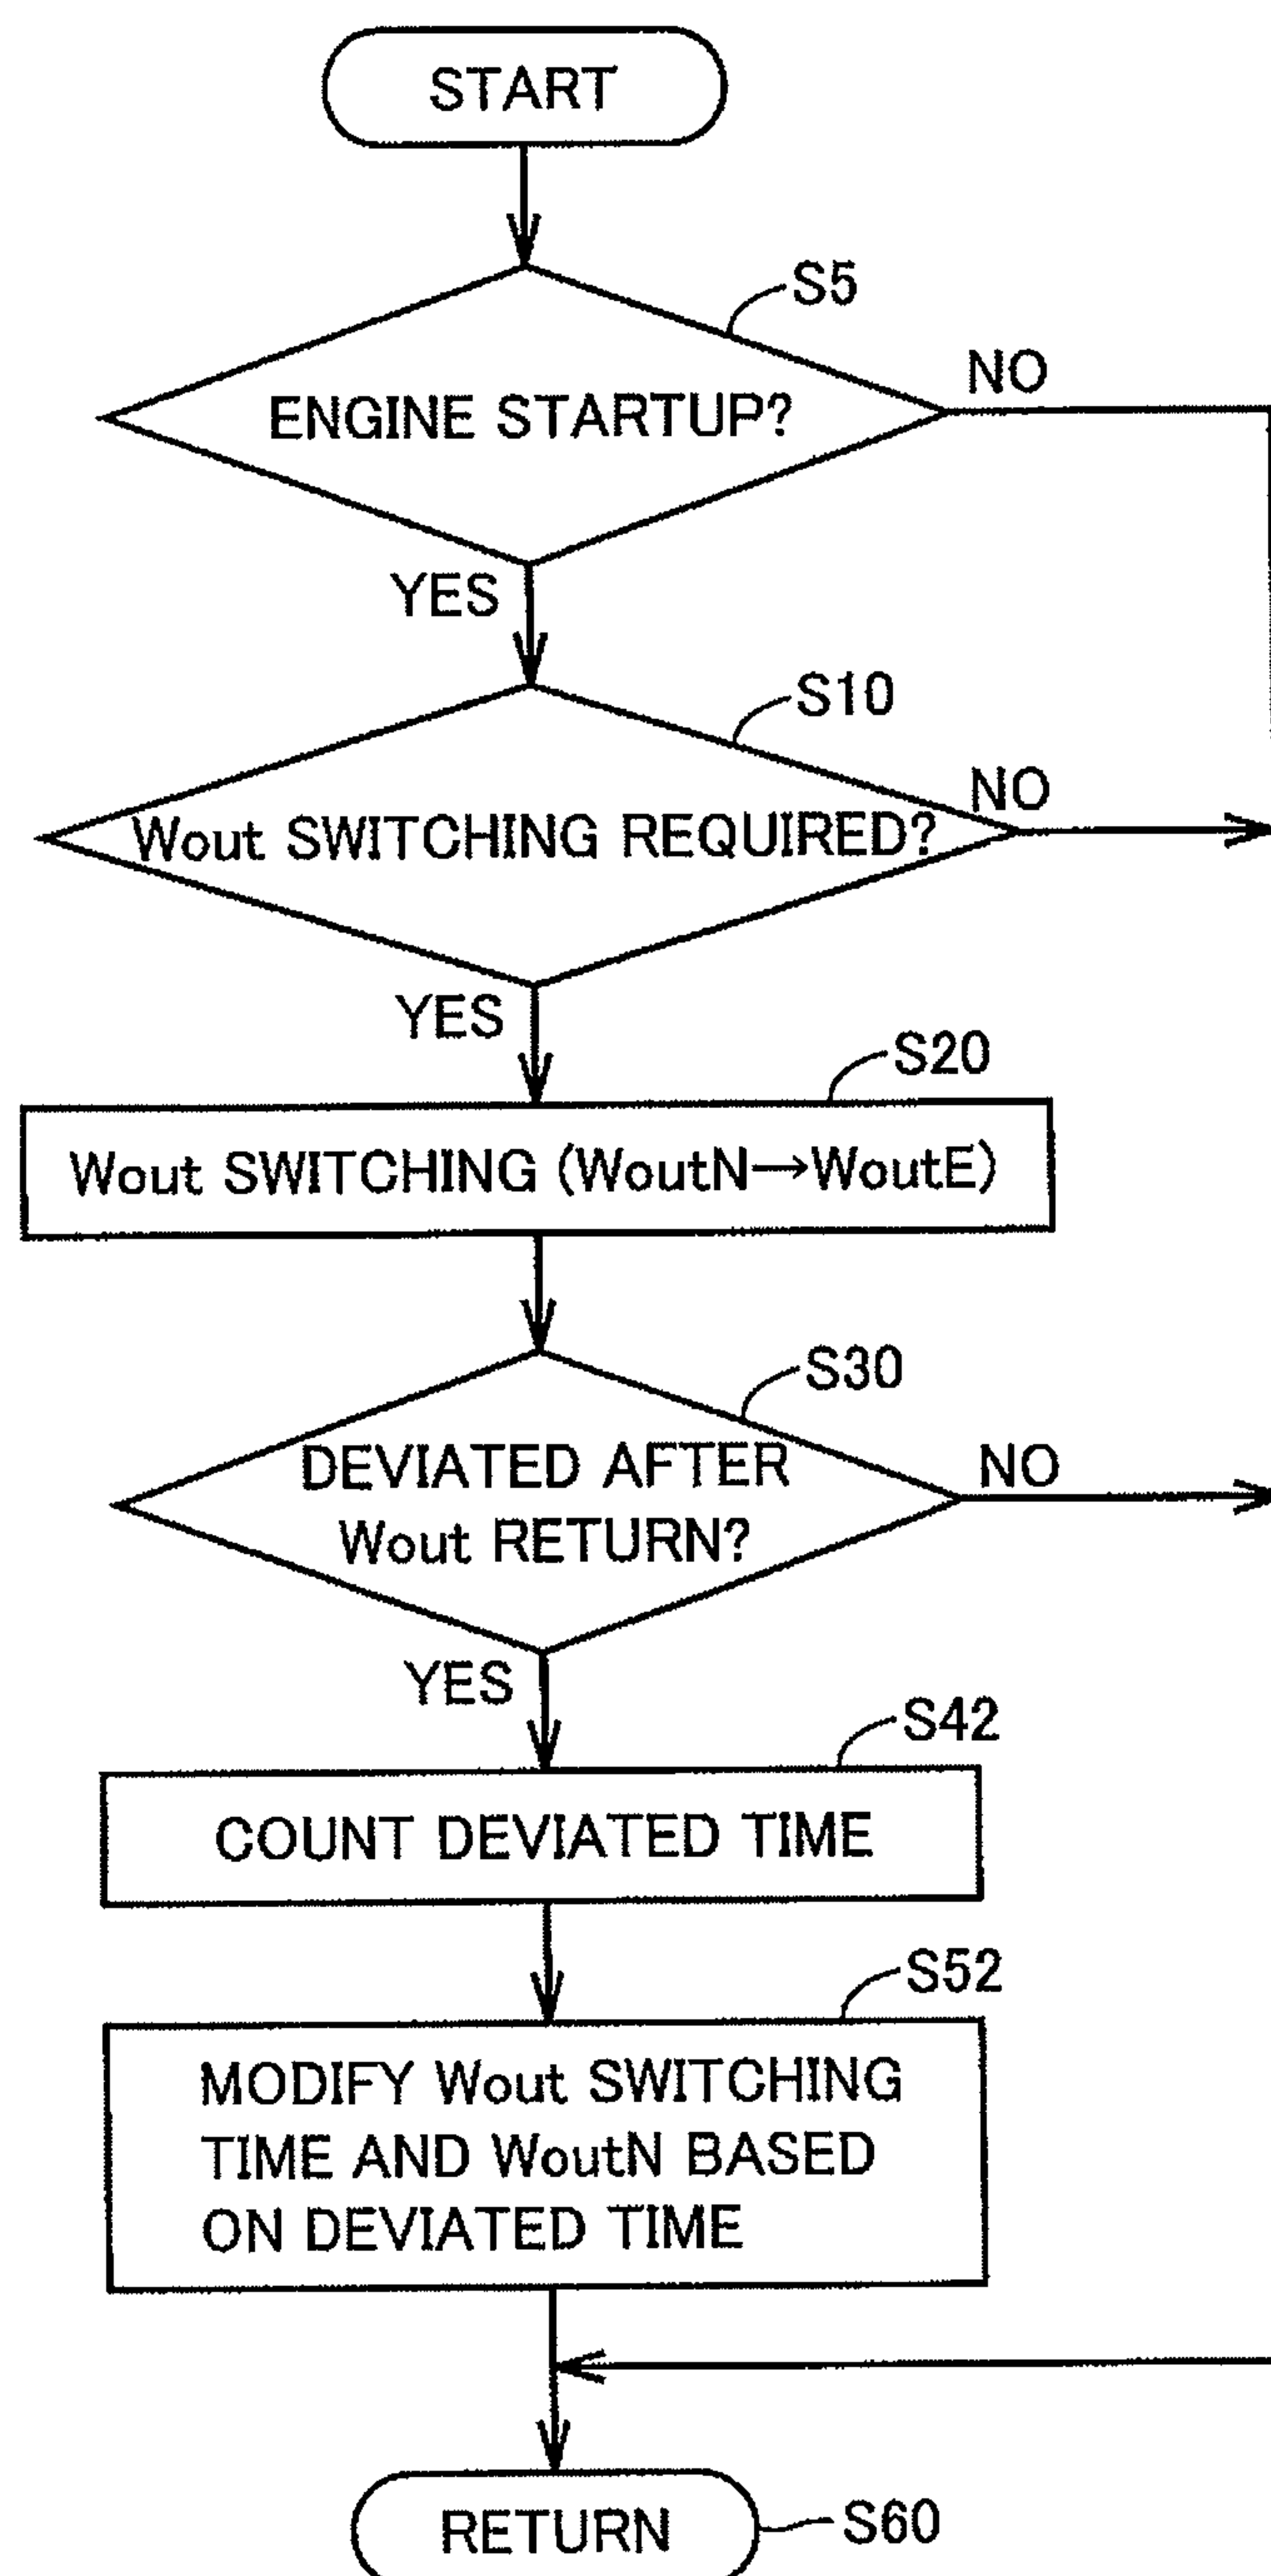 START
S5
NO
ENGINE STARTUP?
YES
S10
NO
Wout SWITCHING REQUIRED?
YES
S20
Wout SWITCHING (WoutN→WoutE)
S30
DEVIATED AFTER
NO
Wout RETURN?
YES
S42
COUNT DEVIATED TIME
S52
MODIFY Wout SWITCHING
TIME AND WoutN BASED
ON DEVIATED TIME
RETURN
S60